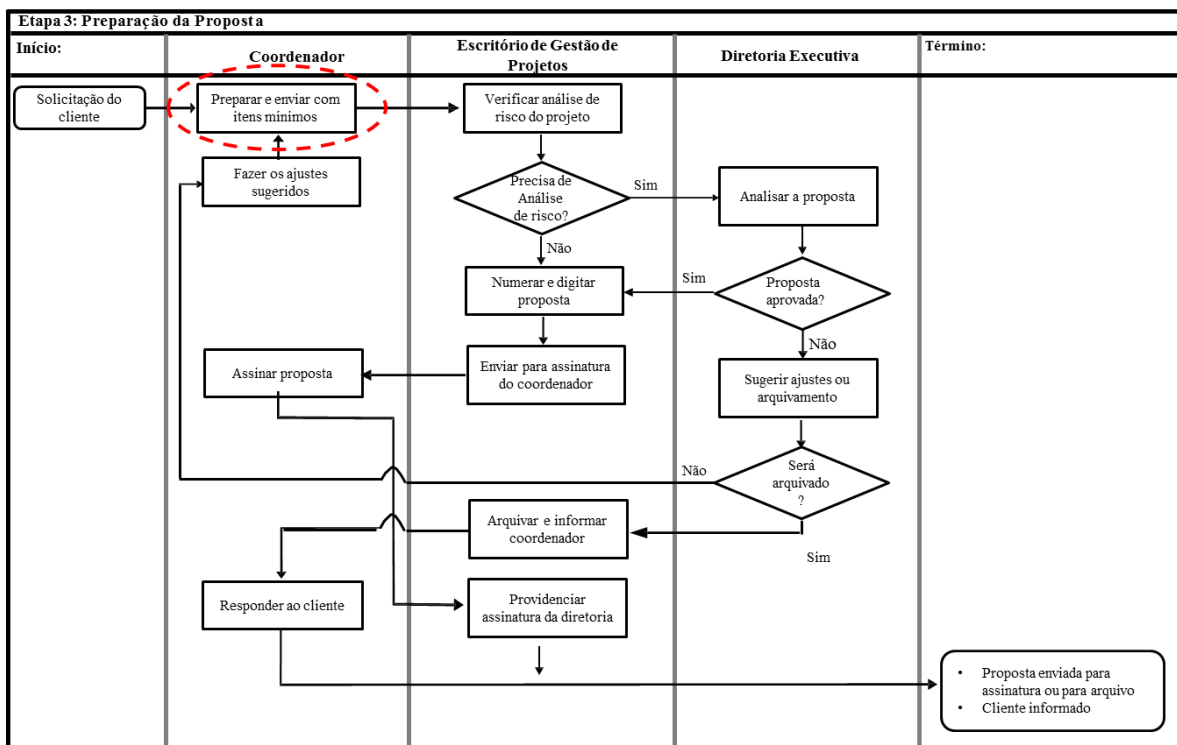 Etapa 3: Preparação da Proposta
Início:
Coordenador
Escritório de Gestão de
Projetos
Diretoria Executiva
Término:
Solicitação do
cliente
Preparar e enviar com
itens mínimos
Verificar análise de
risco do projeto
Fazer os ajustes
sugeridos
Precisa de
Análise
de risco?
Sim
Analisar a proposta
Não
Numerar e digitar
proposta
Sim
Proposta
aprovada?
Não
Assinar proposta
Enviar para assinatura
do coordenador
Sugerir ajustes ou
arquivamento
Não
Será
arquivado
?
Arquivar e informar
coordenador
Sim
Responder ao cliente
Providenciar
assinatura da diretoria
• Proposta enviada para
assinatura ou para arquivo
• Cliente informado